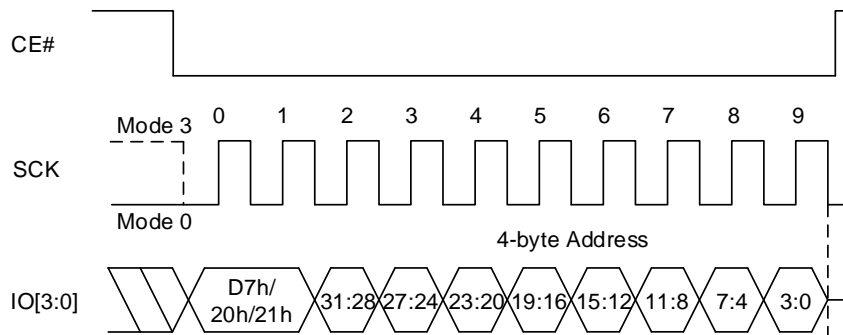 CE#
Mode 3
0 1 2 3 4 5 6 7 8 9
SCK
Mode 0
4-byte Address
IO[3:0]
D7h/
20h/21h
31:28 27:24 23:20 19:16 15:12 11:8 7:4 3:0